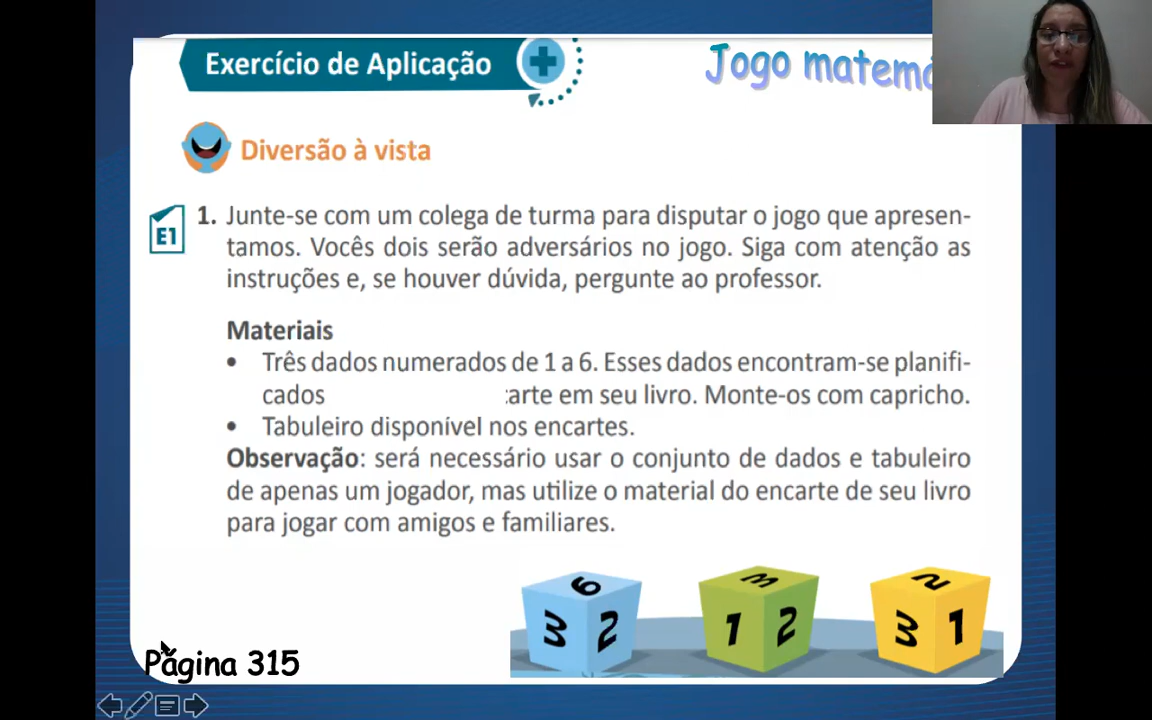 Exercício de Aplicação
Jogo matemá
Diversão à vista
E1
1. Junte-se com um colega de turma para disputar o jogo que apresen-
tamos. Vocês dois serão adversários no jogo. Siga com atenção as
instruções e, se houver dúvida, pergunte ao professor.
Materiais
• Três dados numerados de 1 a 6. Esses dados encontram-se planifi-
cados arte em seu livro. Monte-os com capricho.
• Tabuleiro disponível nos encartes.
Observação: será necessário usar o conjunto de dados e tabuleiro
de apenas um jogador, mas utilize o material do encarte de seu livro
para jogar com amigos e familiares.
6 3 2
3 1 2
2 3 1
Página 315